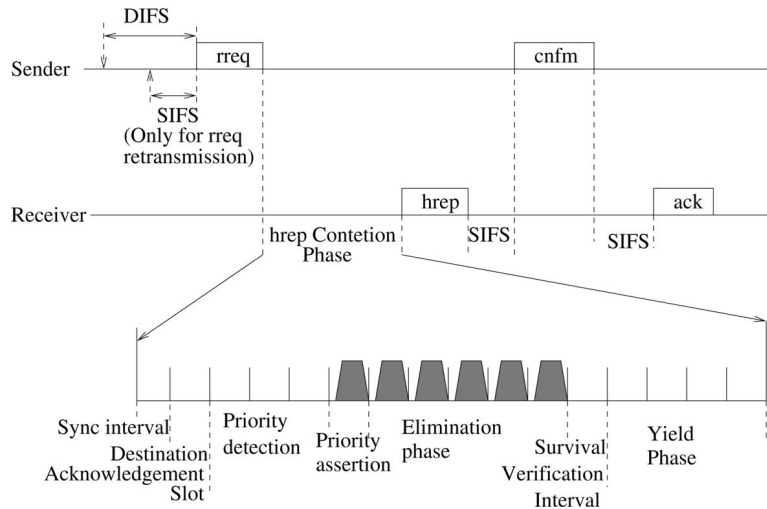 DIFS
rreq
cnfm
Sender
SIFS
(Only for rreq
retransmission)
hrep
ack
Receiver
SIFS
SIFS
hrep Contetion
Phase
Sync interval
Destination
Acknowledgement
Slot
Priority
detection
Priority
assertion
Elimination
phase
Survival
Verification
Interval
Yield
Phase